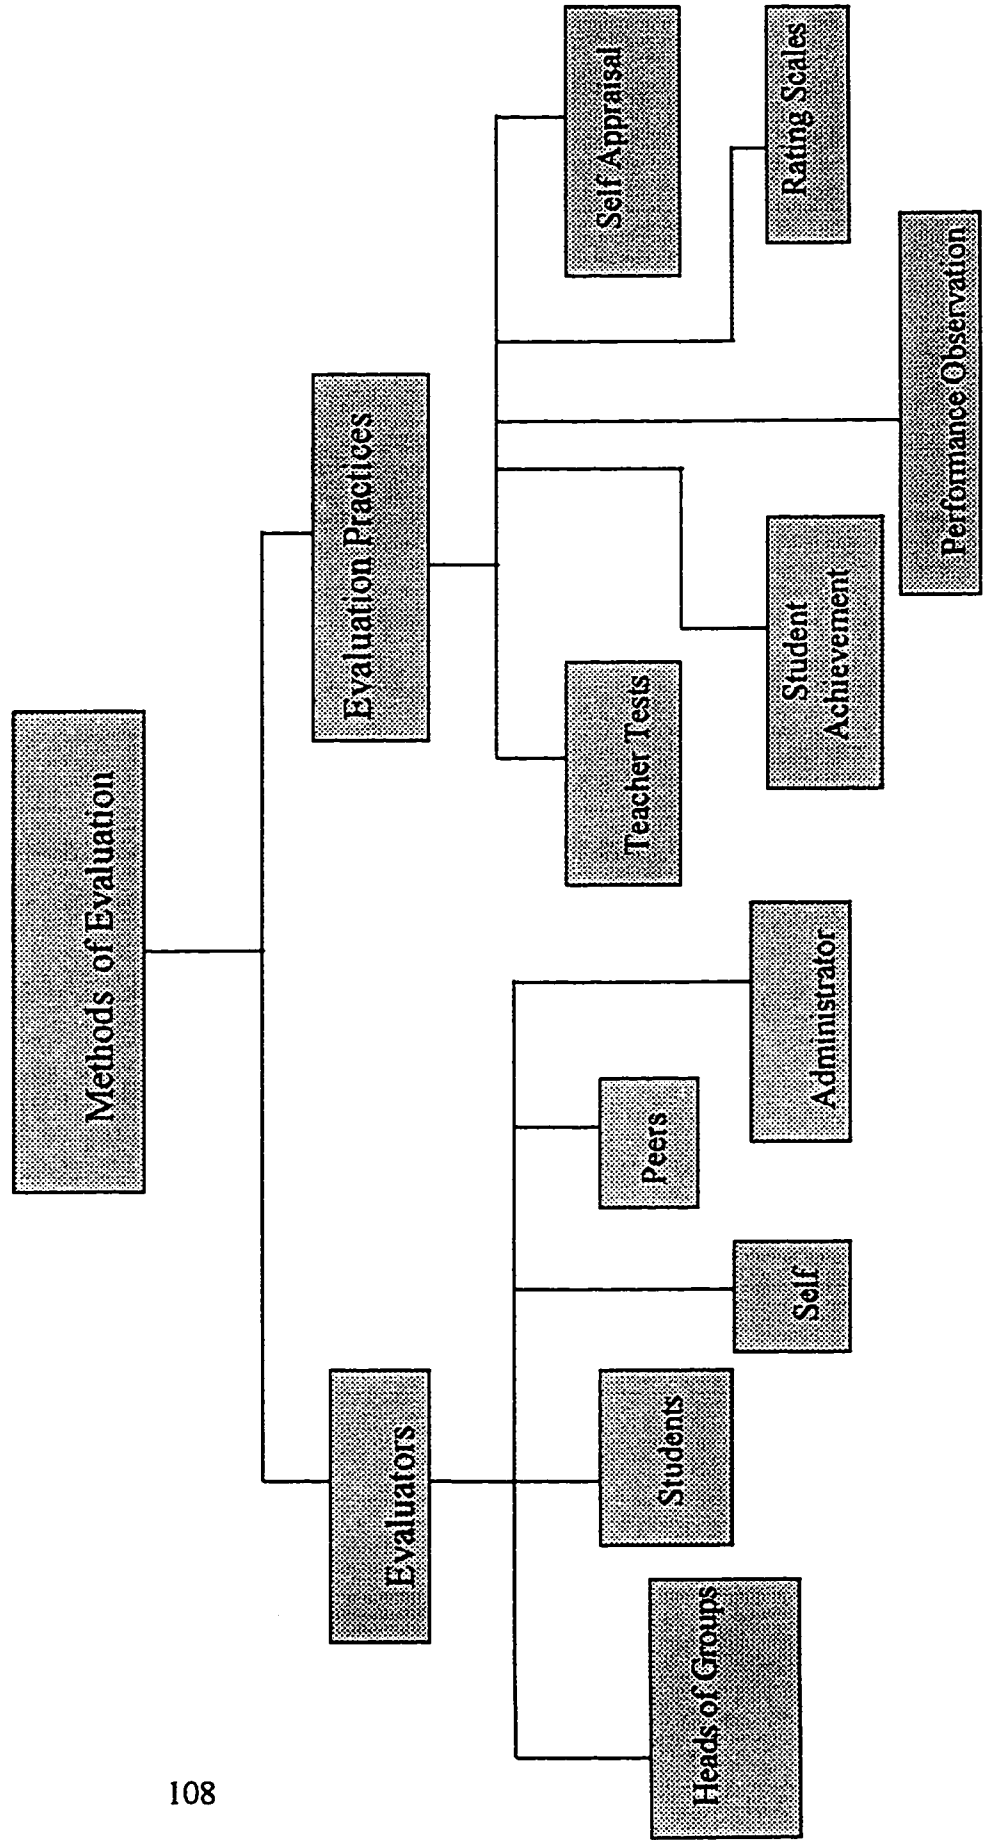 Methods of Evaluation
Evaluators
Evaluation Practices
Heads of Groups
Students
Self
Peers
Administrator
Teacher Tests
Student
Achievement
Performance Observation
Rating Scales
Self Appraisal
108